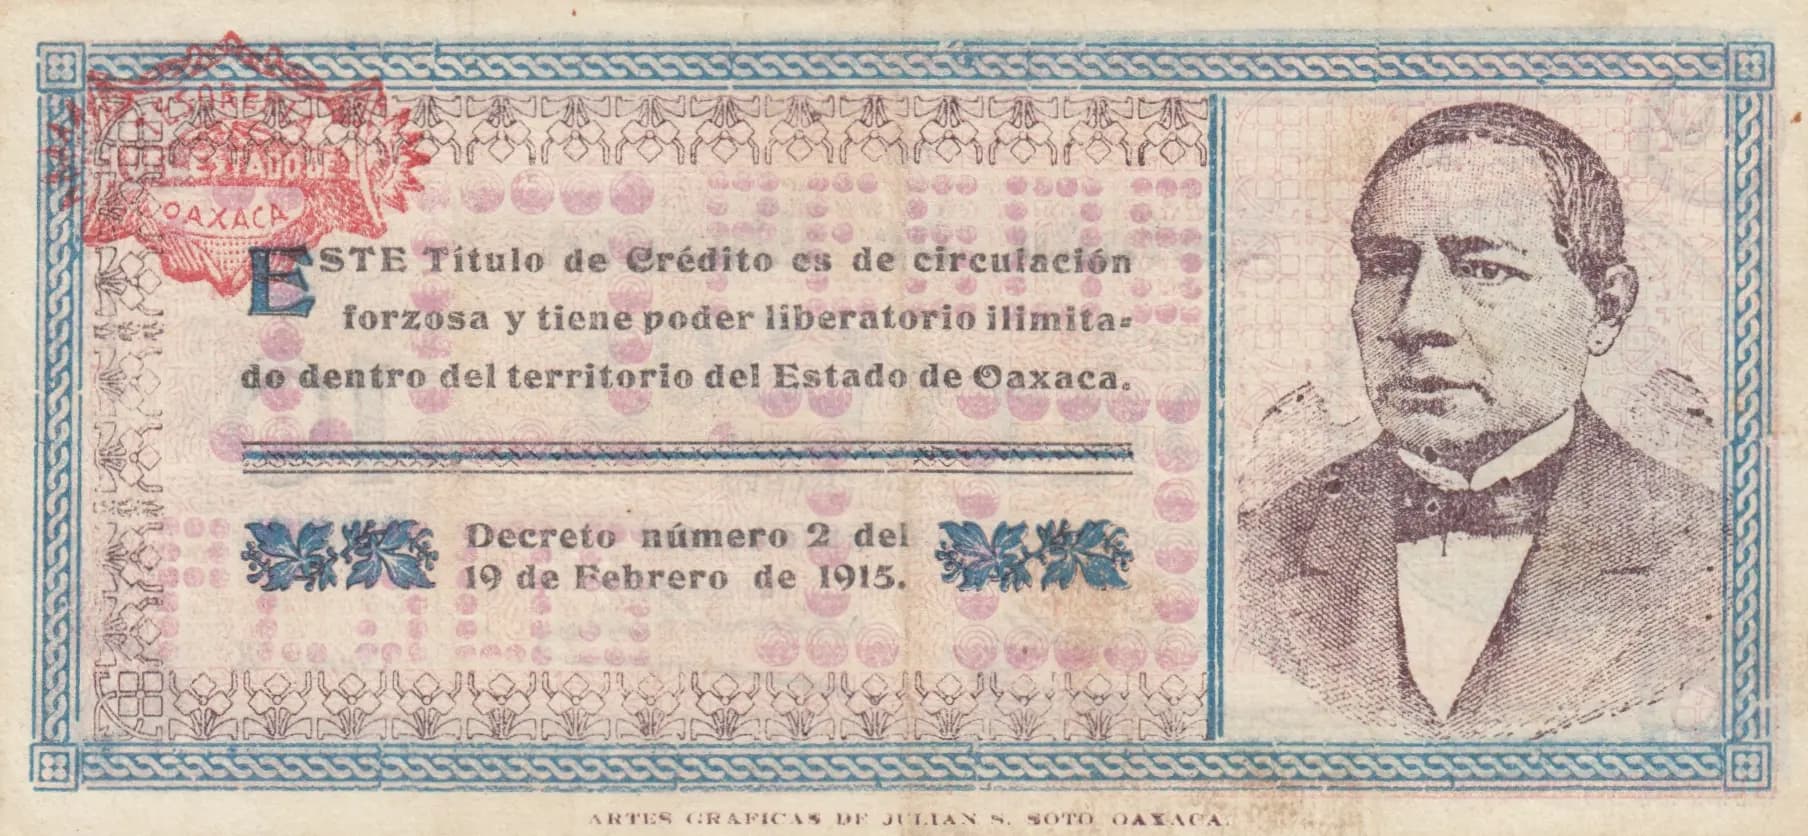 ESTADO DE
OAXACA
ESTE Título de Crédito es de circulación
forzosa y tiene poder liberatorio ilimita-
do dentro del territorio del Estado de Oaxaca.
Decreto número 2 del
19 de Febrero de 1915.
ARTES GRAFICAS DE JULIAN S. SOTO OAXACA.